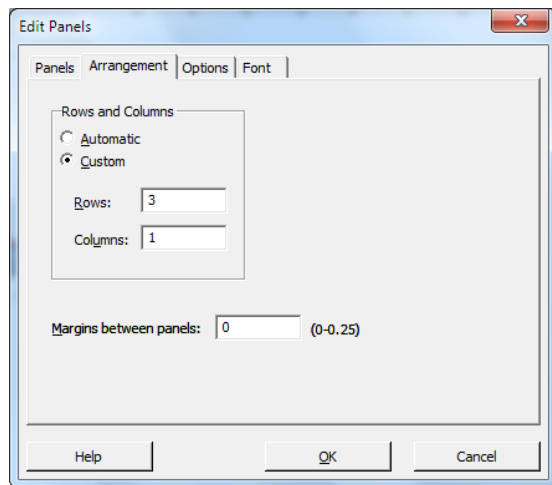 Edit Panels
Panels Arrangement Options Font
Rows and Columns
Automatic
Custom
Rows: 3
Columns: 1
Margins between panels: 0 (0-0.25)
Help OK Cancel